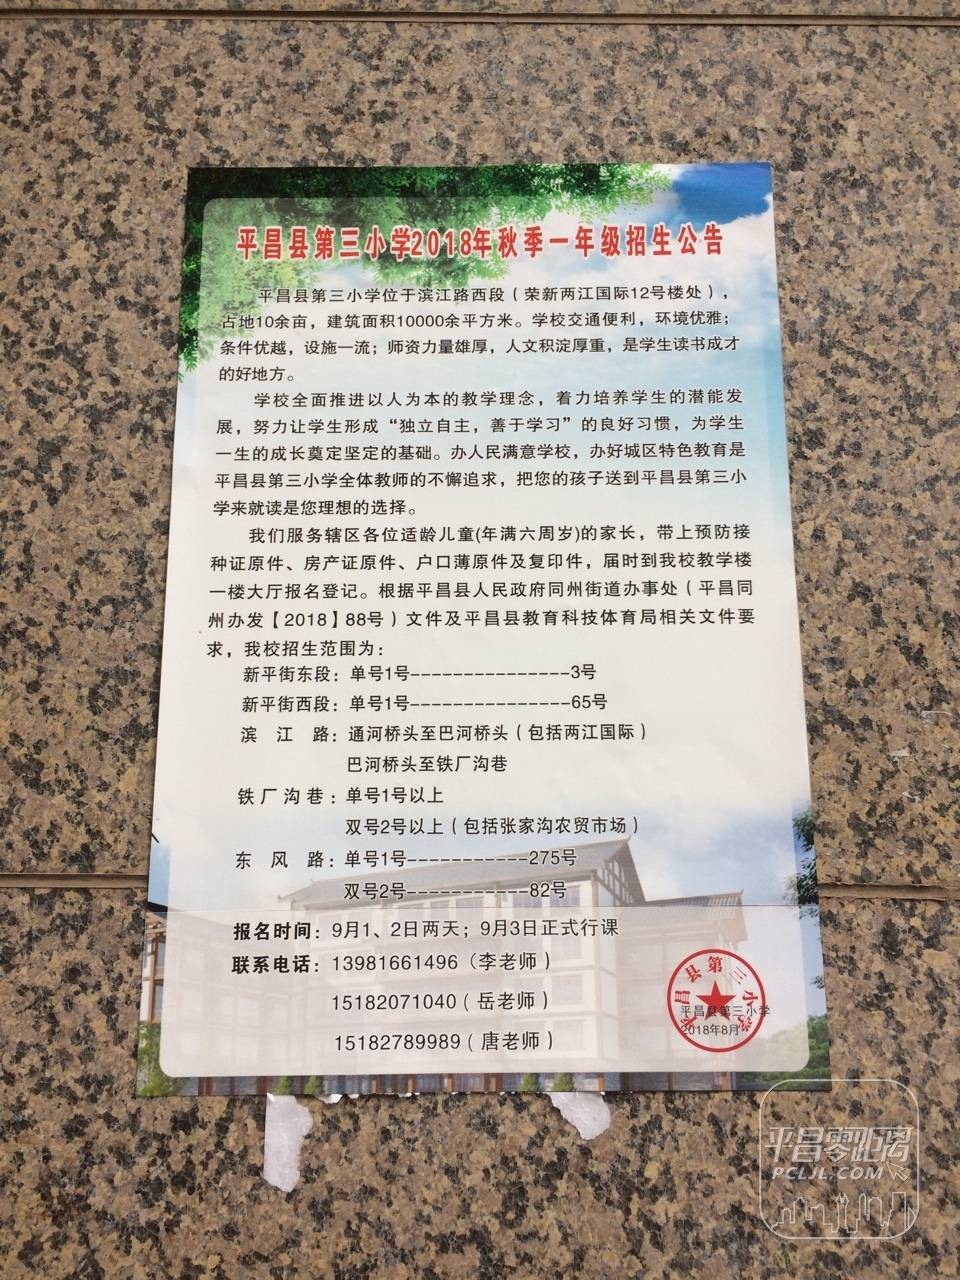 平昌县第三小学2018年秋季一年级招生公告
平昌县第三小学位于滨江路西段（荣新两江国际12号楼处），
占地10余亩，建筑面积10000余平方米。学校交通便利，环境优雅；
条件优越，设施一流；师资力量雄厚，人文积淀厚重，是学生读书成才
的好地方。
学校全面推进以人为本的教学理念，着力培养学生的潜能发
展，努力让学生形成“独立自主，善于学习”的良好习惯，为学生
一生的成长奠定坚定的基础。办人民满意学校，办好城区特色教育是
平昌县第三小学全体教师的不懈追求，把您的孩子送到平昌县第三小
学来就读是您理想的选择。
我们服务辖区各位适龄儿童(年满六周岁)的家长，带上预防接
种证原件、房产证原件、户口薄原件及复印件，届时到我校教学楼
一楼大厅报名登记。根据平昌县人民政府同州街道办事处（平昌同
州办发【2018】88号）文件及平昌县教育科技体育局相关文件要
求，我校招生范围为：
新平街东段：单号1号---------------3号
新平街西段：单号1号---------------65号
滨 江 路：通河桥头至巴河桥头（包括两江国际）
巴河桥头至铁厂沟巷
铁厂沟巷：单号1号以上
双号2号以上（包括张家沟农贸市场）
东 风 路：单号1号------------275号
双号2号------------82号
报名时间：9月1、2日两天；9月3日正式行课
联系电话：13981661496（李老师）
15182071040（岳老师）
15182789989（唐老师）
平昌县第三小学
平昌县第三小学
2018年8月
平昌零距离
PCLJL.COM